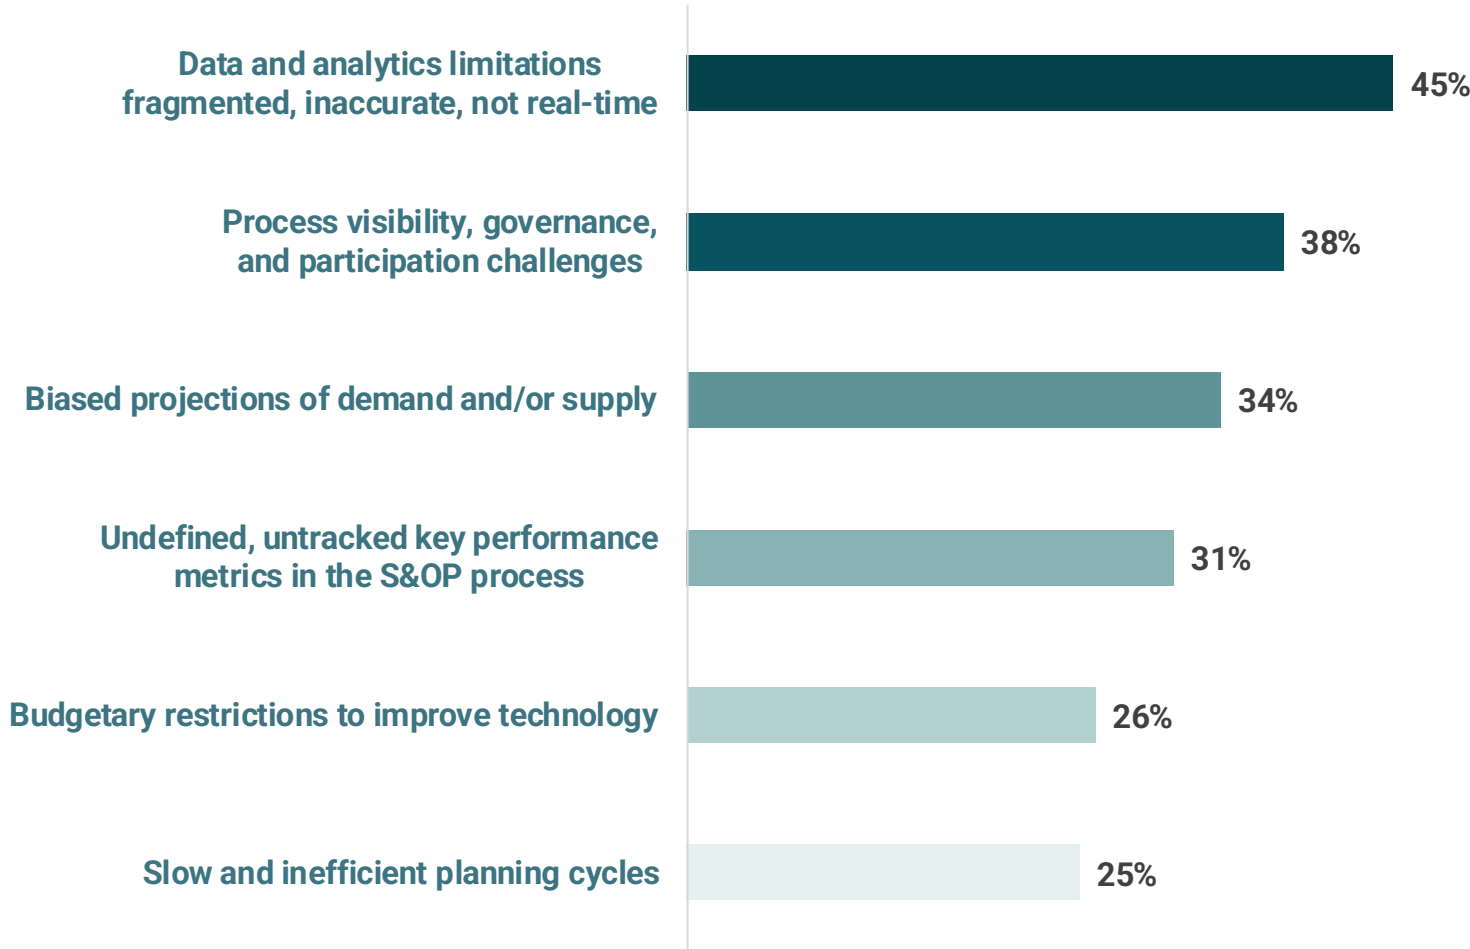 Data and analytics limitations
fragmented, inaccurate, not real-time
45%
Process visibility, governance,
and participation challenges
38%
Biased projections of demand and/or supply
34%
Undefined, untracked key performance
metrics in the S&OP process
31%
Budgetary restrictions to improve technology
26%
Slow and inefficient planning cycles
25%